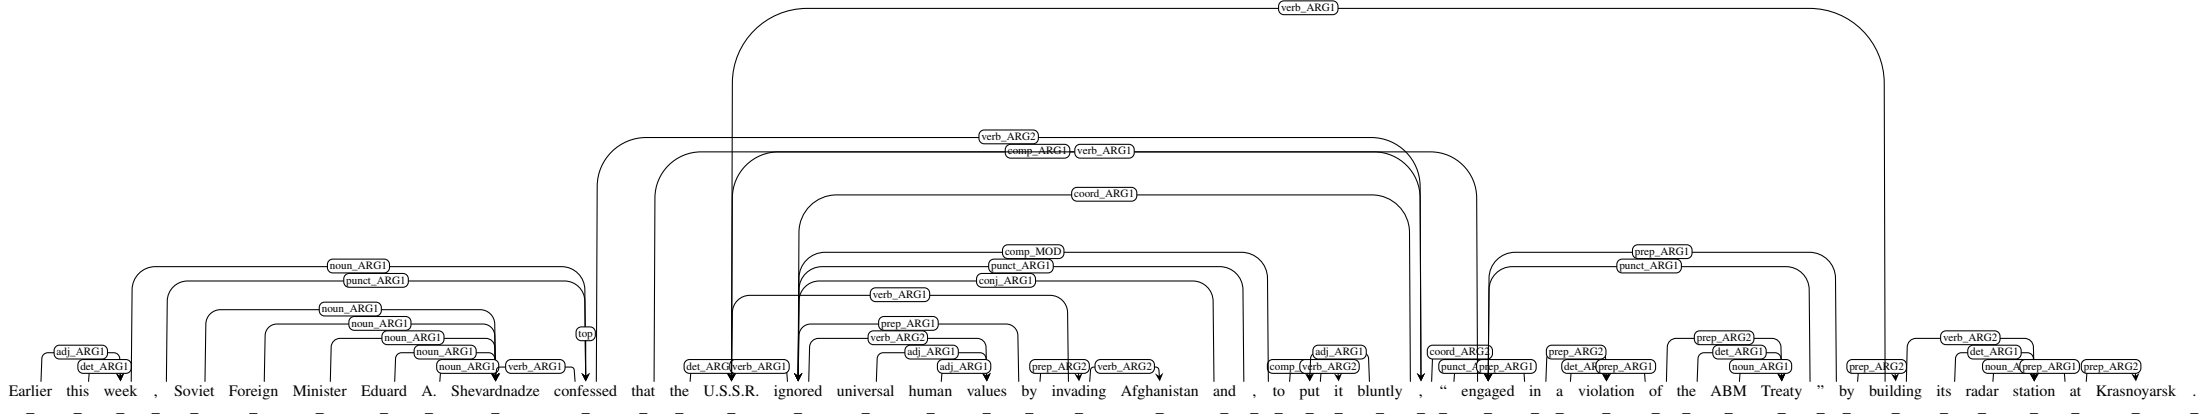 verb_ARG1
verb_ARG2
comp_ARG1 verb_ARG1
coord_ARG1
comp_MOD prep_ARG1
noun_ARG1 punct_ARG1 punct_ARG1
punct_ARG1 conj_ARG1
verb_ARG1
noun_ARG1
noun_ARG1 prep_ARG1
top
noun_ARG1 verb_ARG2 prep_ARG2 verb_ARG2
adj_ARG1 noun_ARG1 adj_ARG1 adj_ARG1 coord_ARG2 prep_ARG2 det_ARG1 det_ARG1
det_ARG1 noun_ARG1 verb_ARG1 verb_ARG1 adj_ARG1 prep_ARG2 verb_ARG2 verb_ARG2 prep_ARG1 prep_ARG1 noun_ARG1 prep_ARG2 prep_ARG1 prep_ARG2
Earlier this week , Soviet Foreign Minister Eduard A. Shevardnadze confessed that the U.S.S.R. ignored universal human values by invading Afghanistan and , to put it bluntly , “ engaged in a violation of the ABM Treaty ” by building its radar station at Krasnoyarsk .
_ _ _ _ _ _ _ _ _ _ _ _ _ _ _ _ _ _ _ _ _ _ _ _ _ _ _ _ _ _ _ _ _ _ _ _ _ _ _ _ _ _ _ _ _ _ _